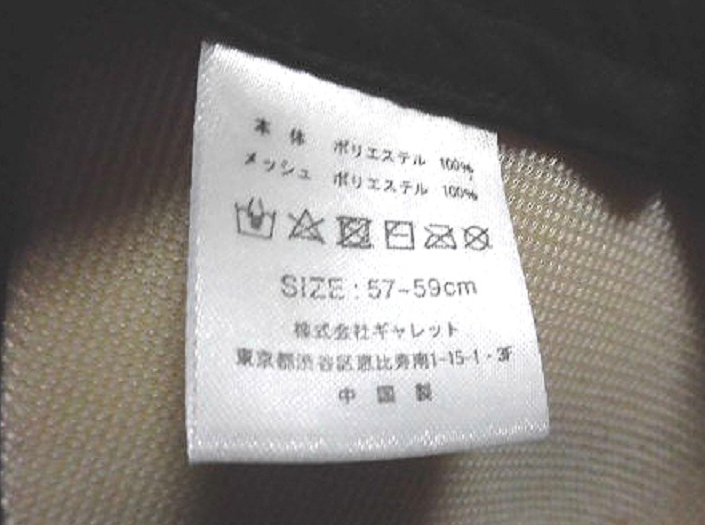 本体 ポリエステル 100%
メッシュ ポリエステル 100%
SIZE : 57~59cm
株式会社ギャレット
東京都渋谷区恵比寿南1-15-1・3F
中国製